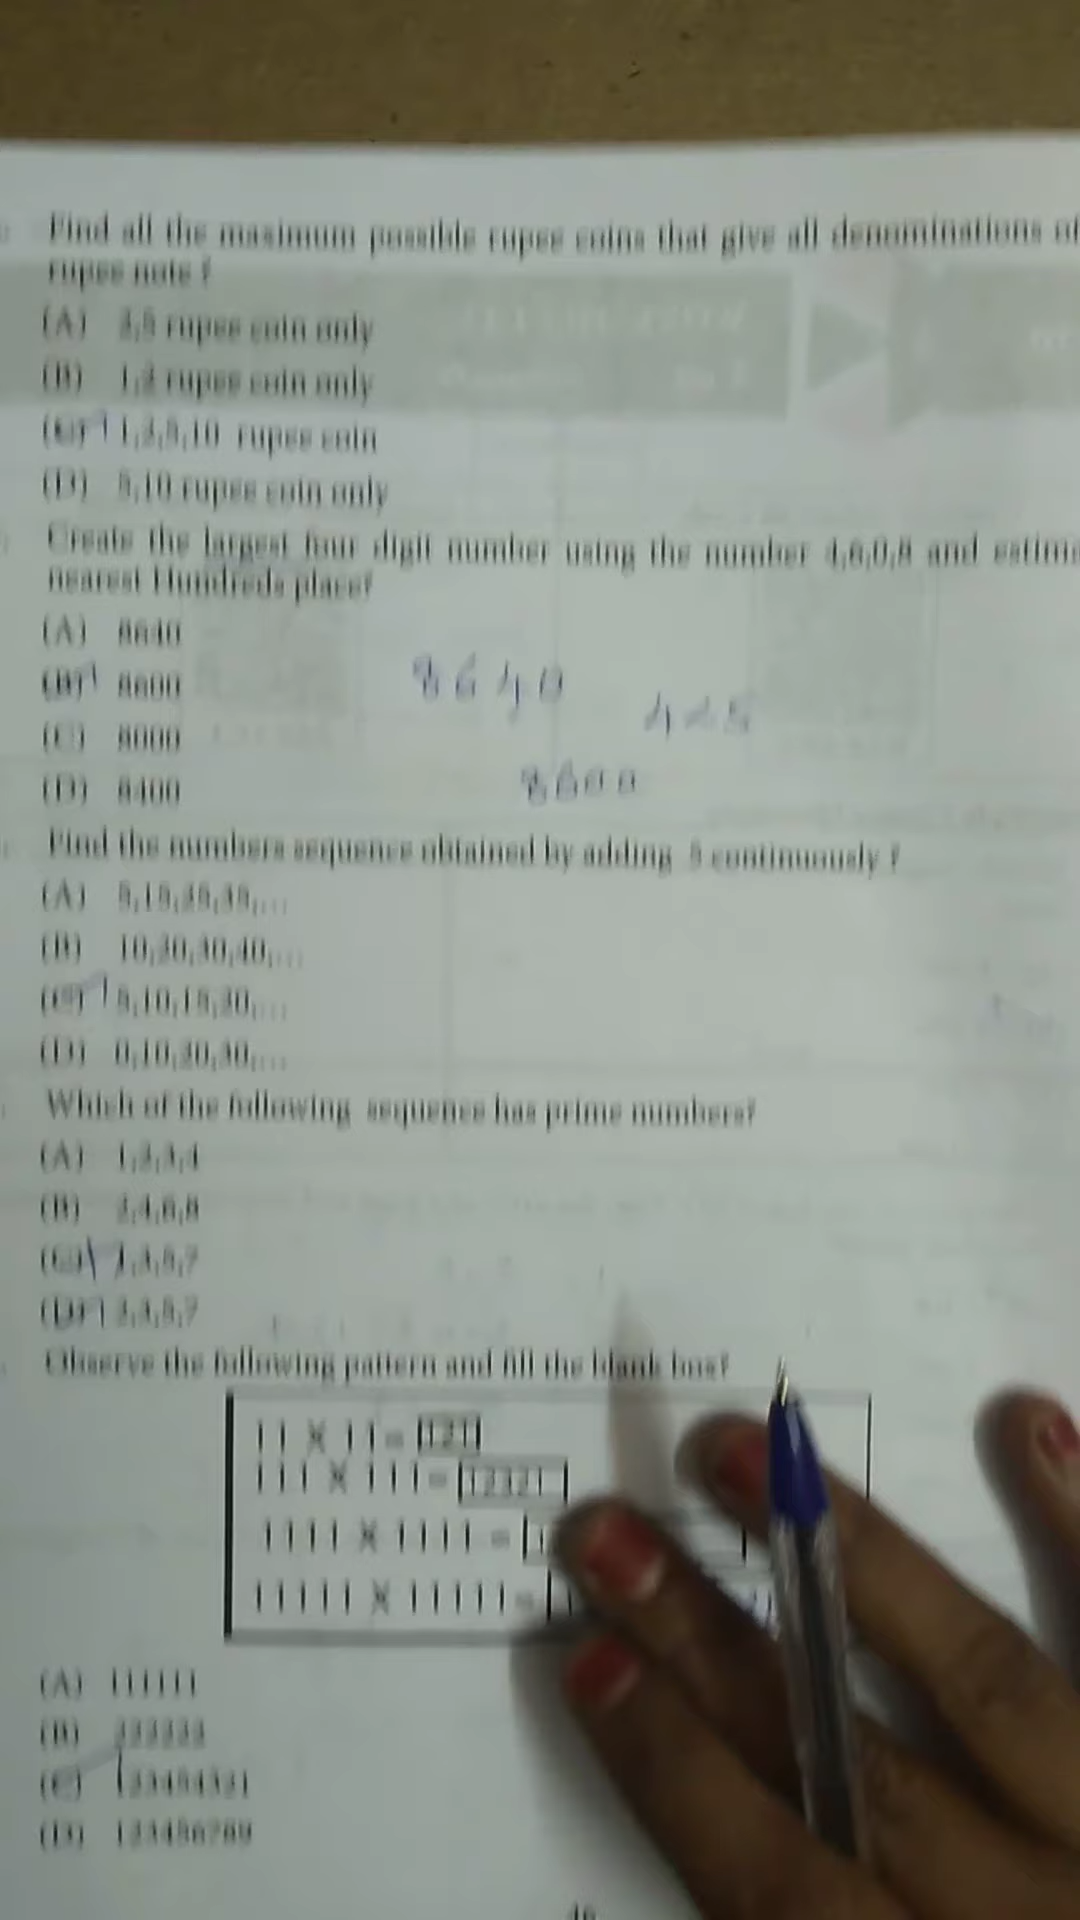 Find all the maximum possible rupee coins that give all denominations of
rupee note ?
(A) 2,5 rupee coin only
(B) 1,2 rupee coin only
(C) 1,2,5,10 rupee coin
(D) 5,10 rupee coin only
Create the largest four digit number using the number 4,6,0,8 and
nearest Hundreds place?
(A) 8640
(B) 8600
8640
(C) 8000
(D) 8400
8600
Find the numbers sequence obtained by adding 5 continuously ?
(A) 5,15,25,35,...
(B) 10,20,30,40,...
(C) 5,10,15,20,...
(D) 0,10,20,30,...
Which of the following sequence has prime numbers?
(A) 1,2,3,4
(B) 2,4,6,8
(C) 1,3,5,7
(D) 2,3,5,7
Observe the following pattern and fill the blank box?
11 X 11 = 121
111 X 111 = 12321
1111 X 1111 =
11111 X 11111 =
(A) 111111
(B) 222222
(C) 123454321
(D) 123456789